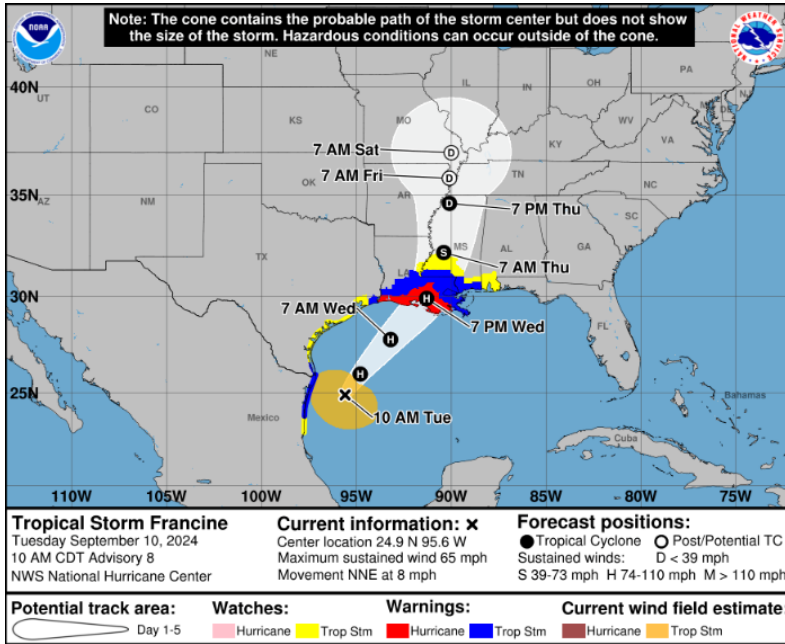 Note: The cone contains the probable path of the storm center but does not show
the size of the storm. Hazardous conditions can occur outside of the cone.
NOAA
NATIONAL WEATHER SERVICE
40N
35N
30N
25N
UT
CO
NE
KS
MO
IL
IN
OH
PA
NJ
DE
WV
VA
KY
AZ
NM
OK
AR
TN
NC
SC
TX
LA
MS
AL
GA
FL
Mexico
Cuba
Bahamas
7 AM Sat
D
7 AM Fri
D
D
7 PM Thu
S
7 AM Thu
7 AM Wed
H
H
7 PM Wed
H
10 AM Tue
110W
105W
100W
95W
90W
85W
80W
75W
Tropical Storm Francine
Tuesday September 10, 2024
10 AM CDT Advisory 8
NWS National Hurricane Center
Current information:
Center location 24.9 N 95.6 W
Maximum sustained wind 65 mph
Movement NNE at 8 mph
Forecast positions:
Tropical Cyclone Post/Potential TC
Sustained winds: D < 39 mph
S 39-73 mph H 74-110 mph M > 110 mph
Potential track area:
Day 1-5
Watches:
Hurricane Trop Stm
Warnings:
Hurricane Trop Stm
Current wind field estimate:
Hurricane Trop Stm